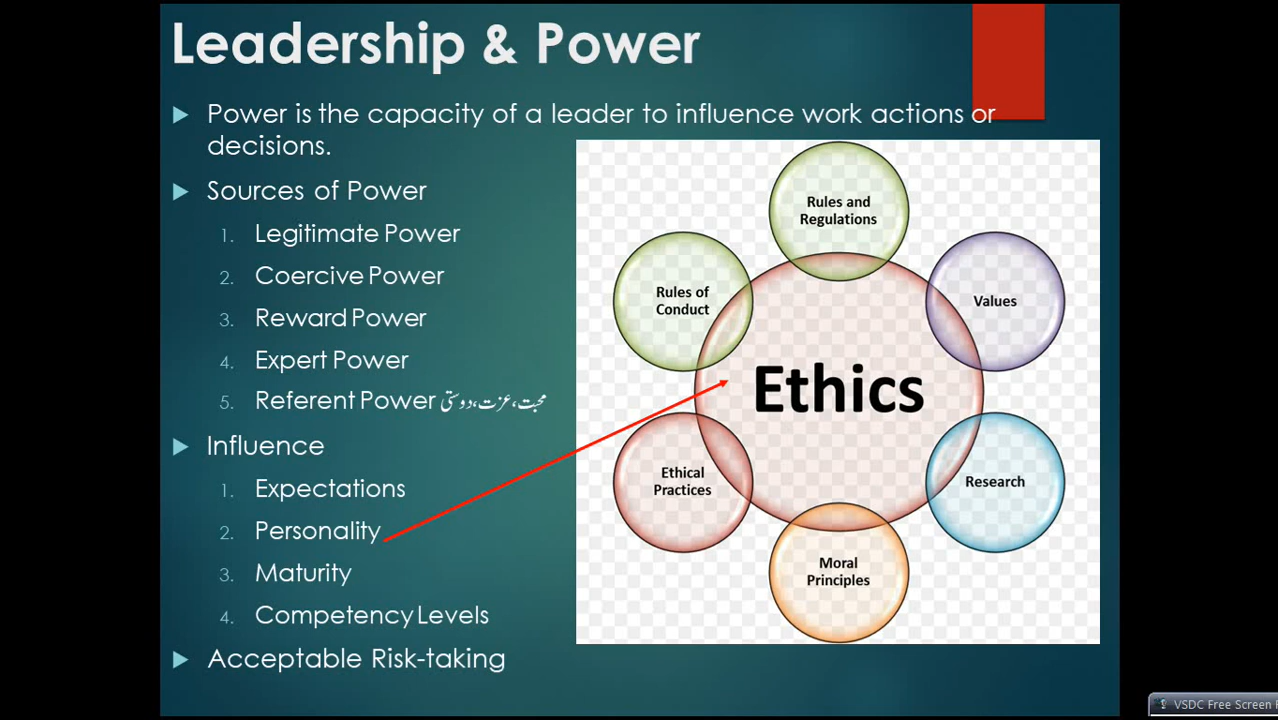 Leadership & Power
Power is the capacity of a leader to influence work actions or
decisions.
Sources of Power
1. Legitimate Power
2. Coercive Power
3. Reward Power
4. Expert Power
5. Referent Power محبت،عزت،دوستی
Influence
1. Expectations
2. Personality
3. Maturity
4. Competency Levels
Acceptable Risk-taking
Rules and
Regulations
Values
Research
Moral
Principles
Ethical
Practices
Rules of
Conduct
Ethics
VSDC Free Screen